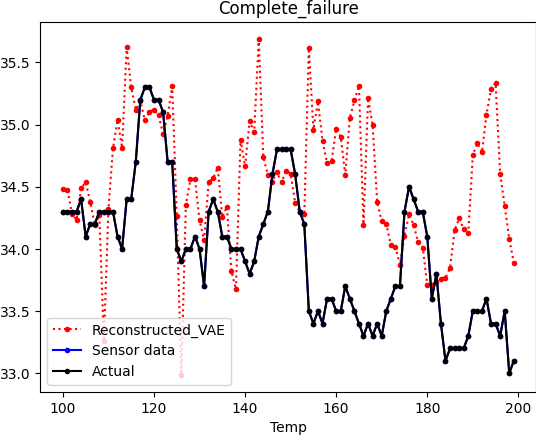 Complete_failure
35.5
35.0
34.5
34.0
33.5
33.0
Reconstructed_VAE
Sensor data
Actual
100 120 140 160 180 200
Temp